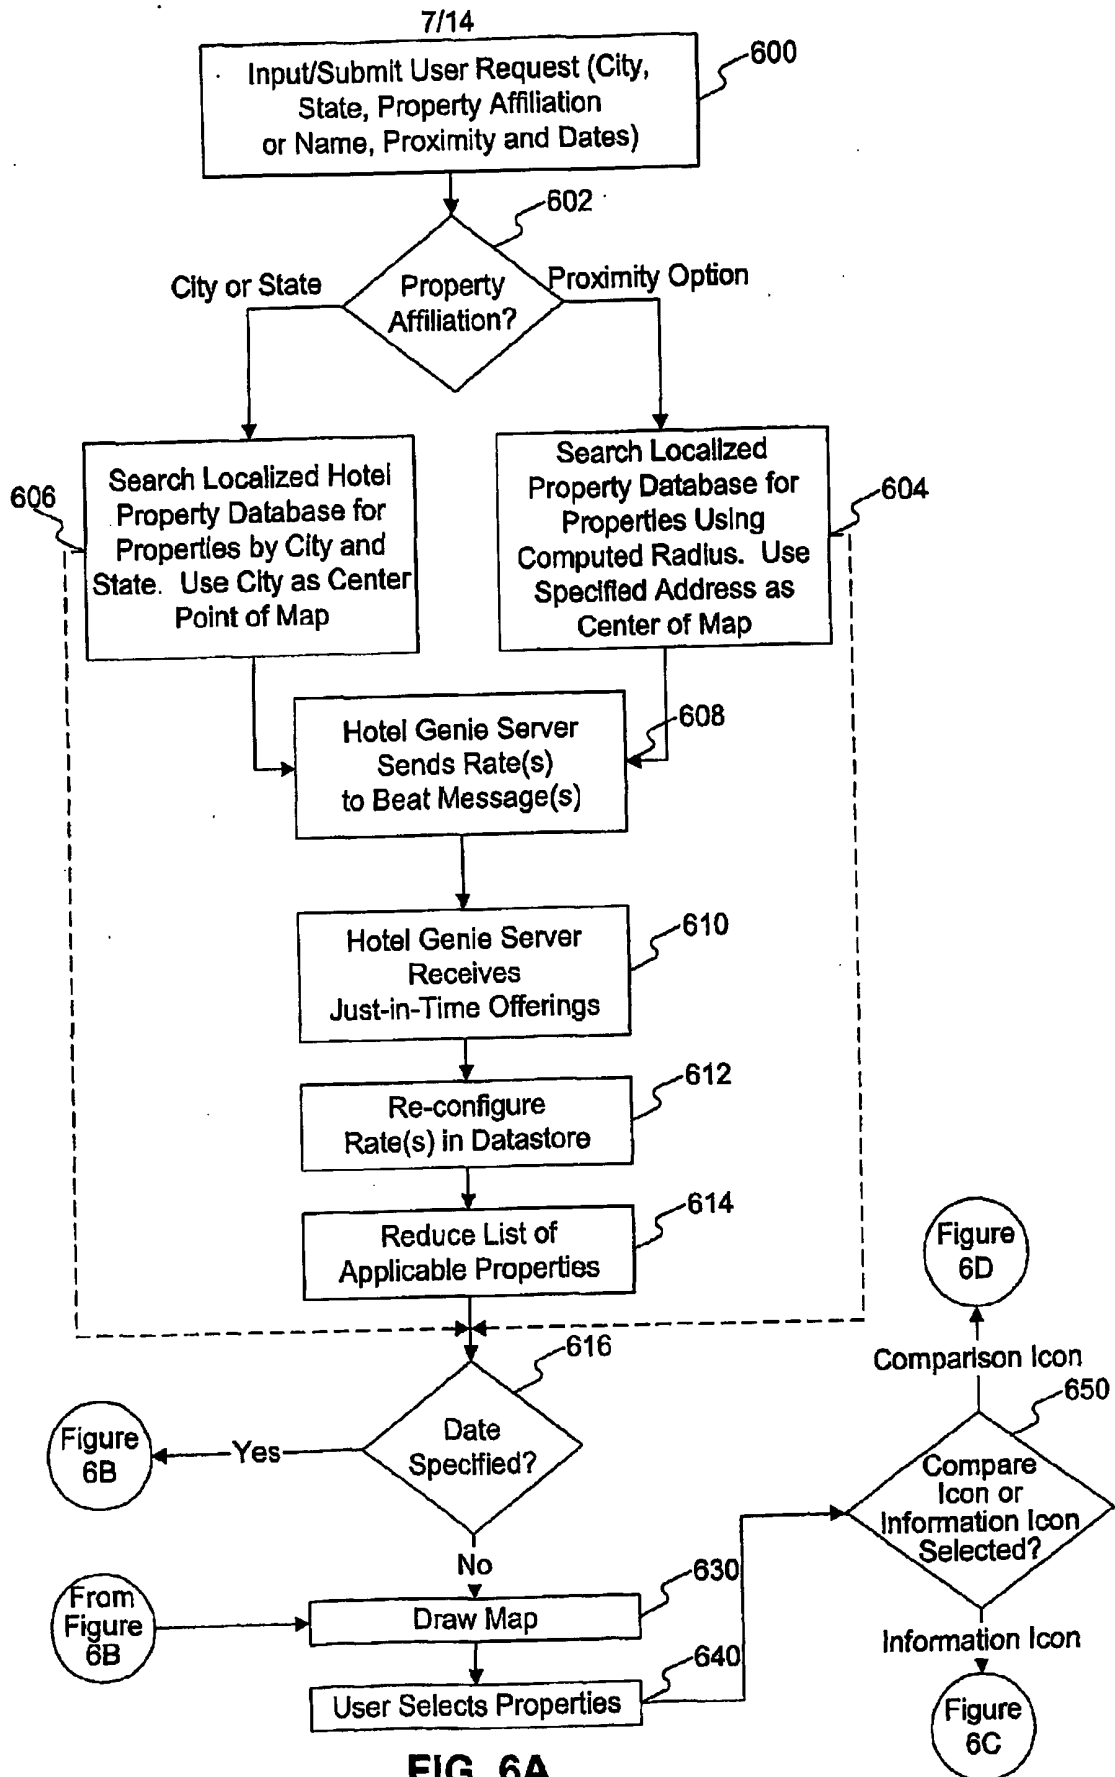 7/14
Input/Submit User Request (City,
State, Property Affiliation
or Name, Proximity and Dates)
600
602
City or State
Property
Affiliation?
Proximity Option
606
Search Localized Hotel
Property Database for
Properties by City and
State. Use City as Center
Point of Map
Search Localized
Property Database for
Properties Using
Computed Radius. Use
Specified Address as
Center of Map
604
Hotel Genie Server
Sends Rate(s)
to Beat Message(s)
608
Hotel Genie Server
Receives
Just-in-Time Offerings
610
Re-configure
Rate(s) in Datastore
612
Reduce List of
Applicable Properties
614
616
Date
Specified?
Yes
Figure
6B
No
From
Figure
6B
Draw Map
630
User Selects Properties
640
Figure
6D
Comparison Icon
650
Compare
Icon or
Information Icon
Selected?
Information Icon
Figure
6C
FIG. 6A